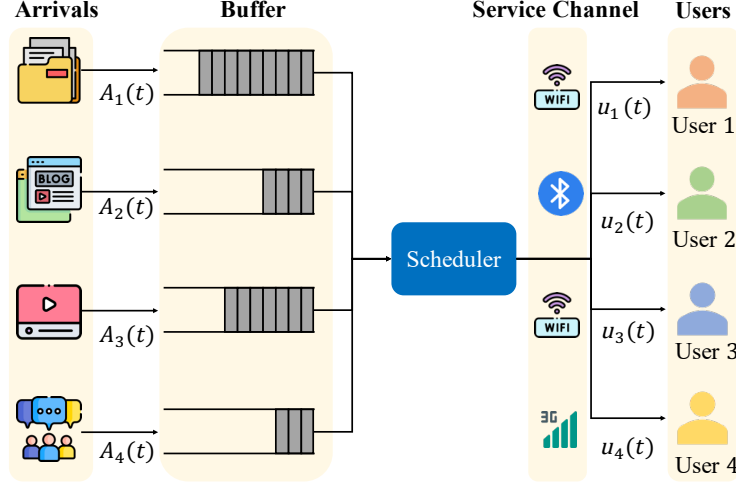 Arrivals
Buffer
Service Channel
Users
A₁(t)
WIFI
u₁(t)
User 1
BLOG
A₂(t)
u₂(t)
User 2
Scheduler
A₃(t)
WIFI
u₃(t)
User 3
A₄(t)
3G
u₄(t)
User 4